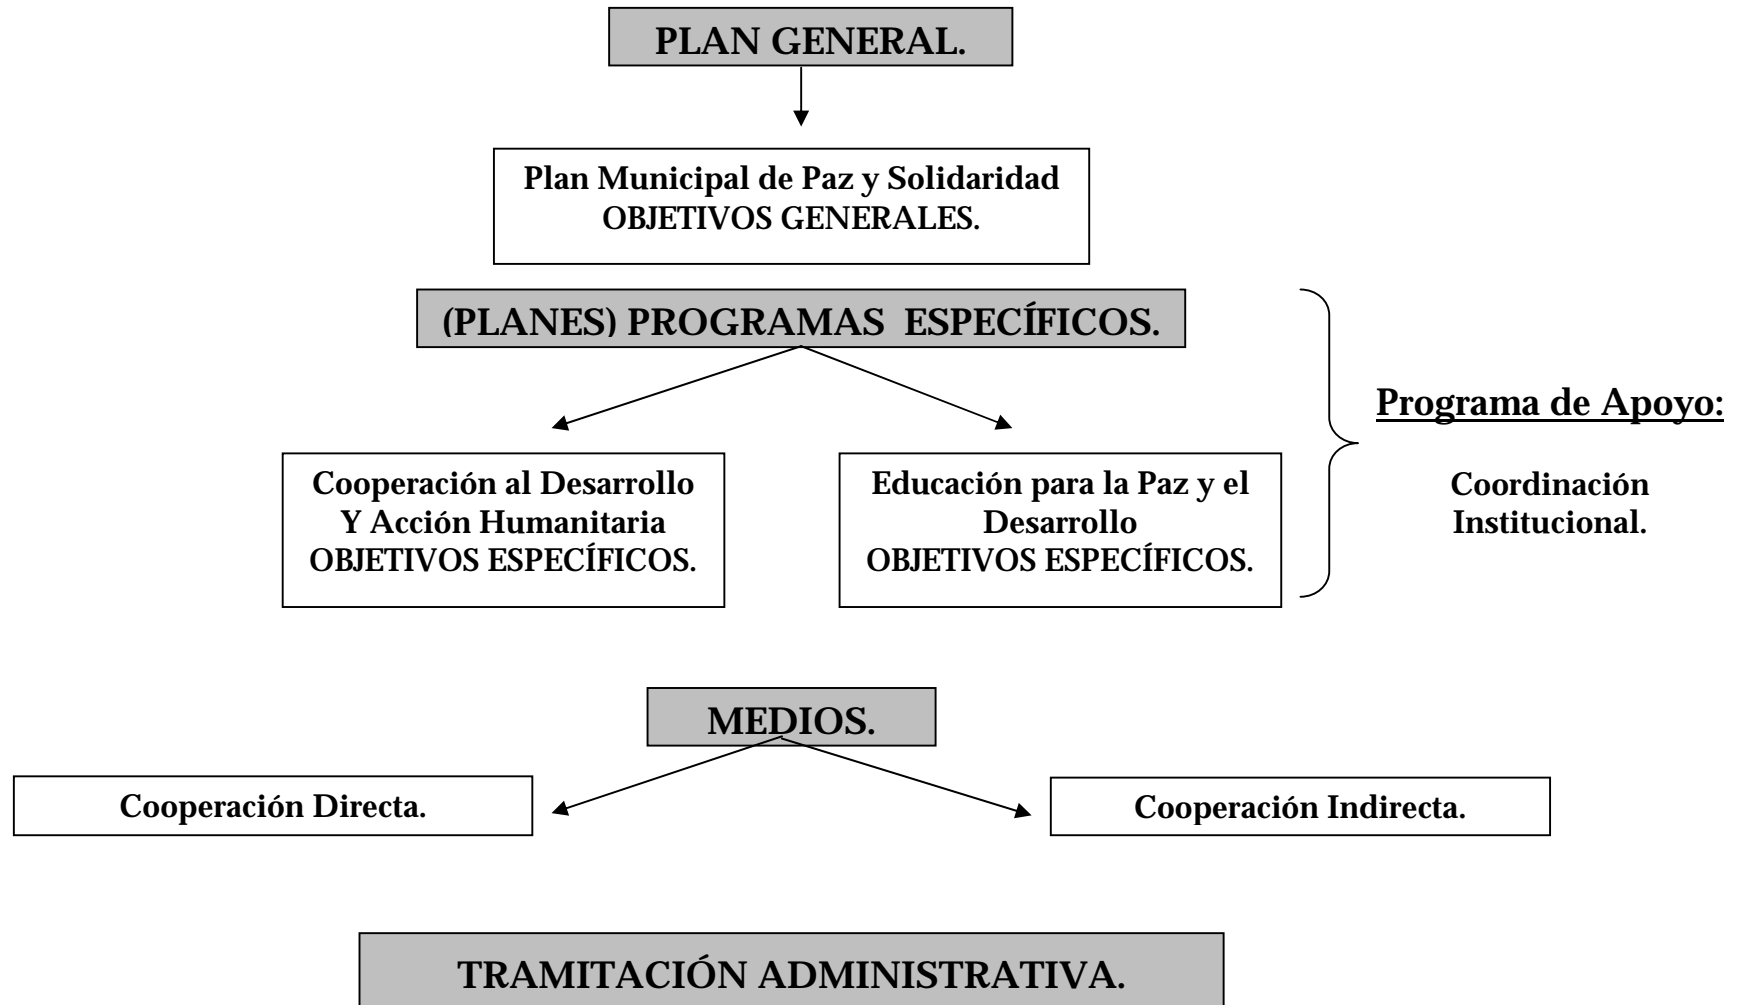 PLAN GENERAL.
Plan Municipal de Paz y Solidaridad
OBJETIVOS GENERALES.
(PLANES) PROGRAMAS ESPECÍFICOS.
Cooperación al Desarrollo
Y Acción Humanitaria
OBJETIVOS ESPECÍFICOS.
Educación para la Paz y el
Desarrollo
OBJETIVOS ESPECÍFICOS.
Programa de Apoyo:
Coordinación
Institucional.
MEDIOS.
Cooperación Directa.
Cooperación Indirecta.
TRAMITACIÓN ADMINISTRATIVA.